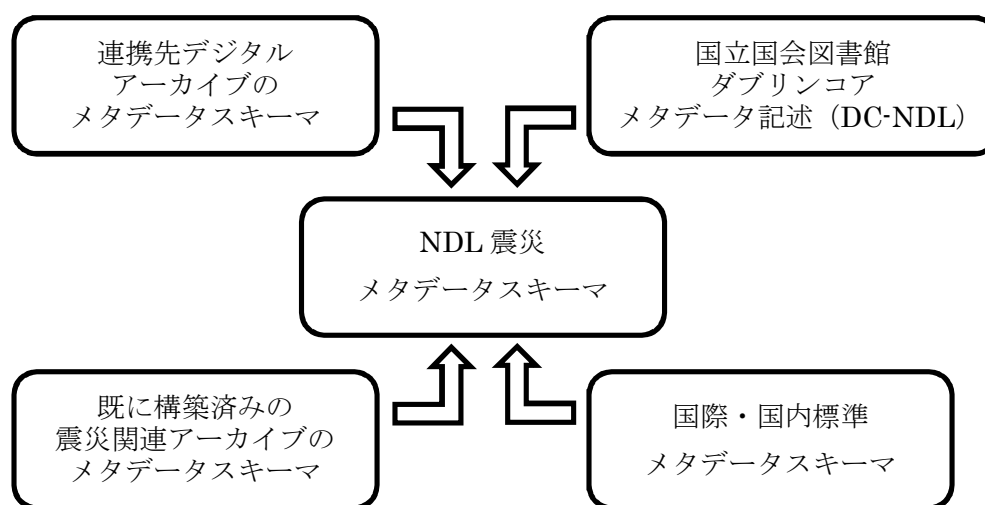 連携先デジタル
アーカイブの
メタデータスキーマ
国立国会図書館
ダブリンコア
メタデータ記述（DC-NDL）
NDL 震災
メタデータスキーマ
既に構築済みの
震災関連アーカイブの
メタデータスキーマ
国際・国内標準
メタデータスキーマ